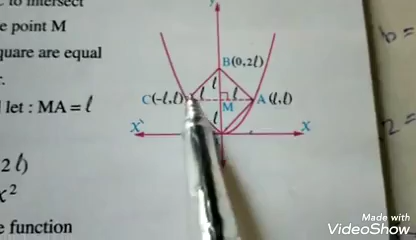 to intersect
e point M
quare are equal
r.
let : MA = l
2 l)
x²
e function
y
B(0,2l)
l
C(-l,l)
l
l
A (l,l)
M
l
x'
x
b =
2 =
Made With
VideoShow